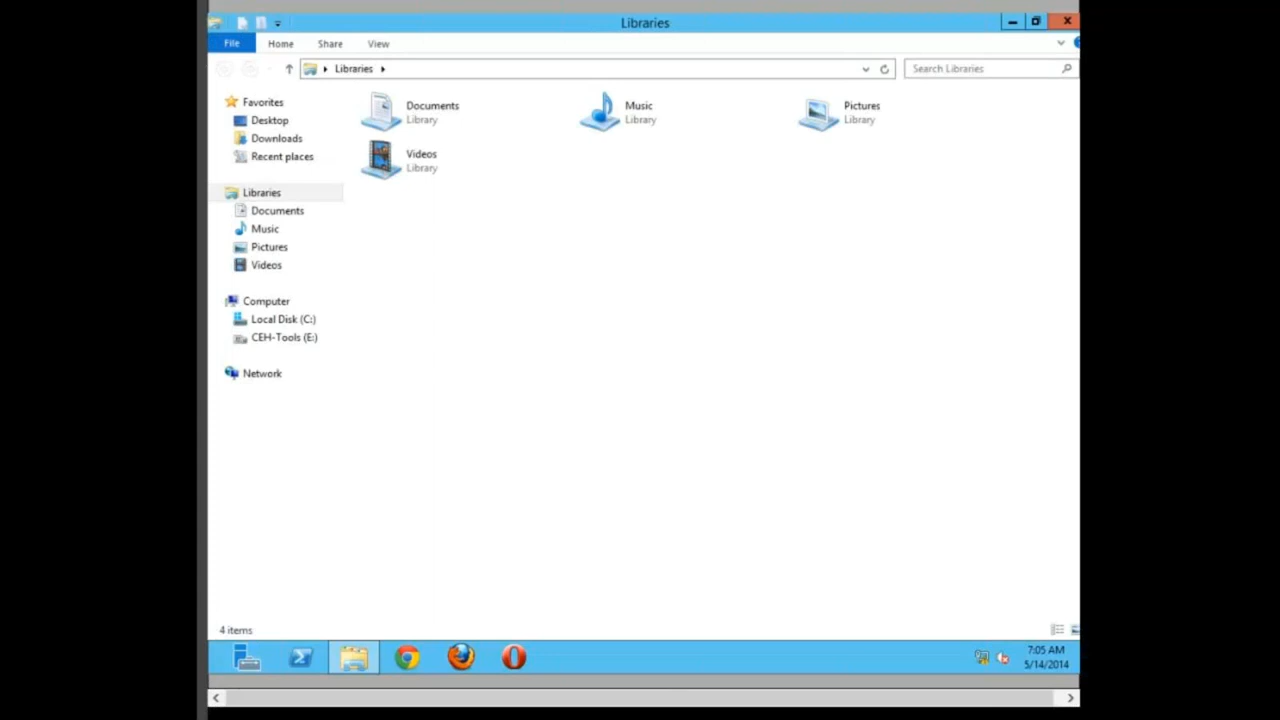 Libraries
File Home Share View
Libraries Search Libraries
Favorites
Desktop
Downloads
Recent places
Libraries
Documents
Music
Pictures
Videos
Computer
Local Disk (C:)
CEH-Tools (E:)
Network
Documents
Library
Music
Library
Pictures
Library
Videos
Library
4 items
7:05 AM
5/14/2014